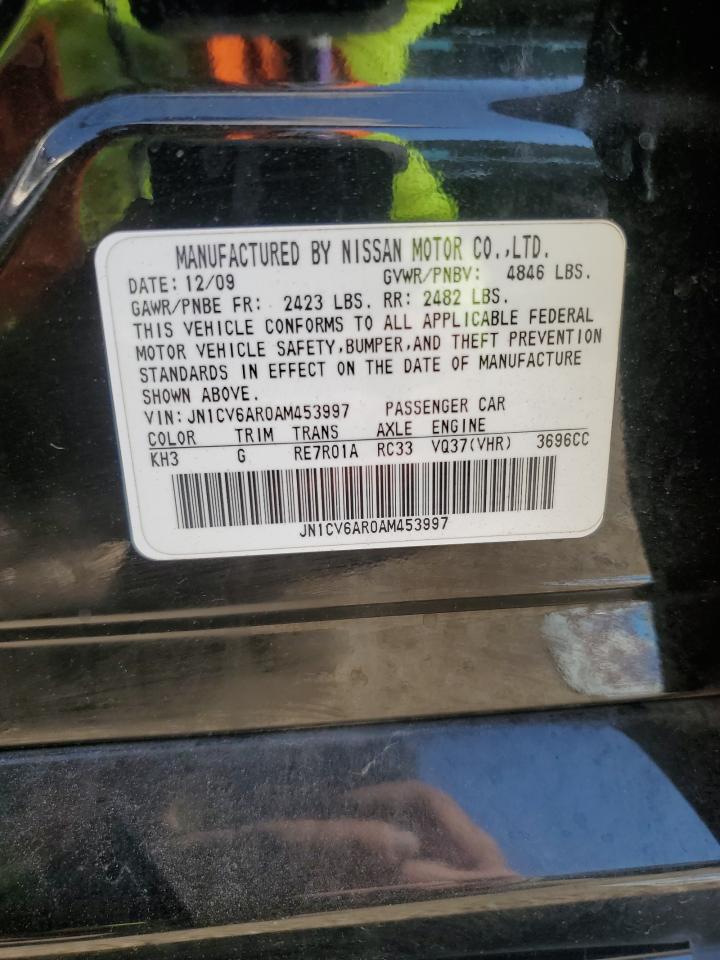 MANUFACTURED BY NISSAN MOTOR CO.,LTD.
DATE: 12/09 GVWR/PNBV: 4846 LBS.
GAWR/PNBE FR: 2423 LBS. RR: 2482 LBS.
THIS VEHICLE CONFORMS TO ALL APPLICABLE FEDERAL
MOTOR VEHICLE SAFETY,BUMPER,AND THEFT PREVENTION
STANDARDS IN EFFECT ON THE DATE OF MANUFACTURE
SHOWN ABOVE.
VIN: JN1CV6AR0AM453997 PASSENGER CAR
COLOR TRIM TRANS AXLE ENGINE
KH3 G RE7R01A RC33 VQ37(VHR) 3696CC
JN1CV6AR0AM453997